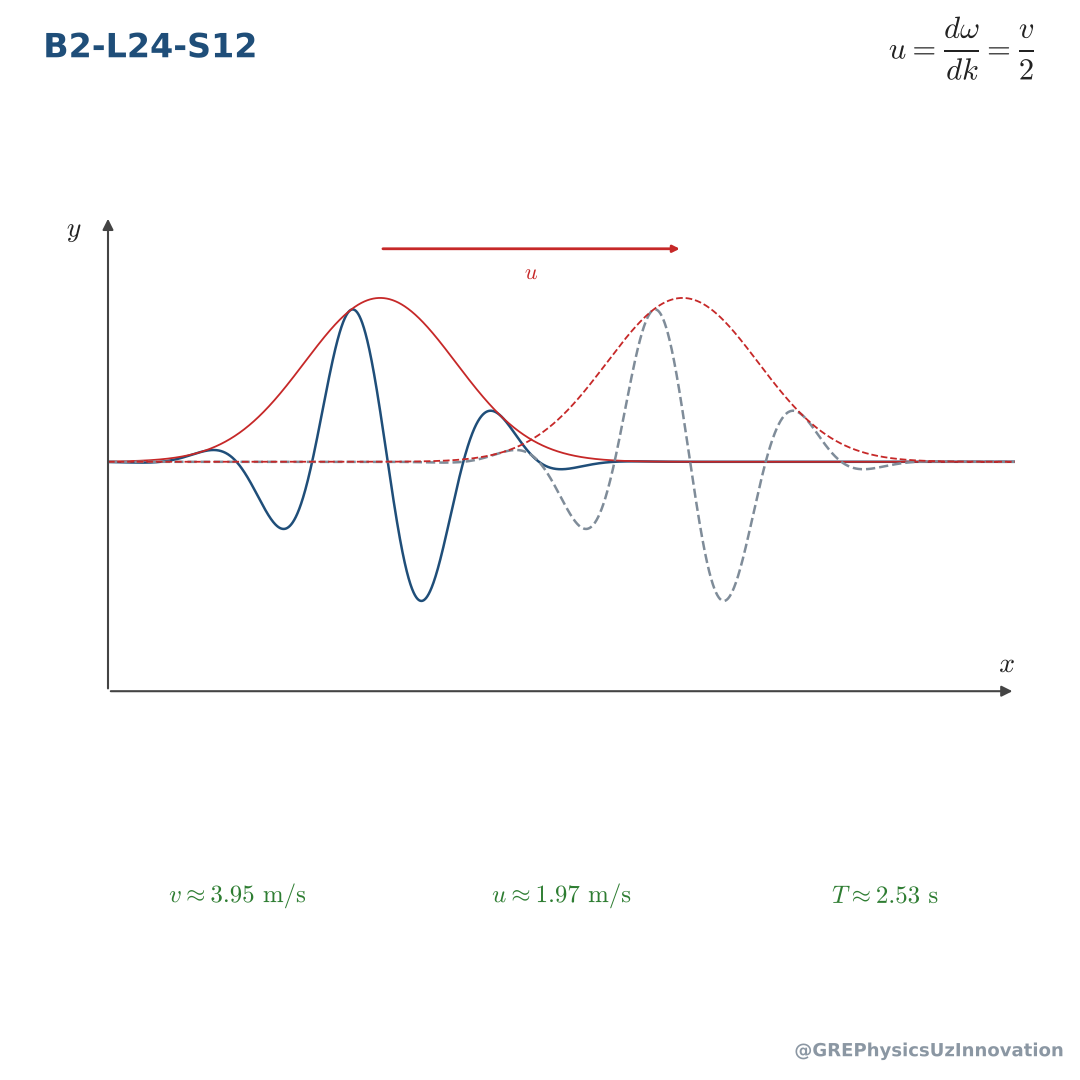 B2-L24-S12
u = dω/dk = v/2
y
u
x
v ≈ 3.95 m/s
u ≈ 1.97 m/s
T ≈ 2.53 s
@GREPhysicsUzInnovation